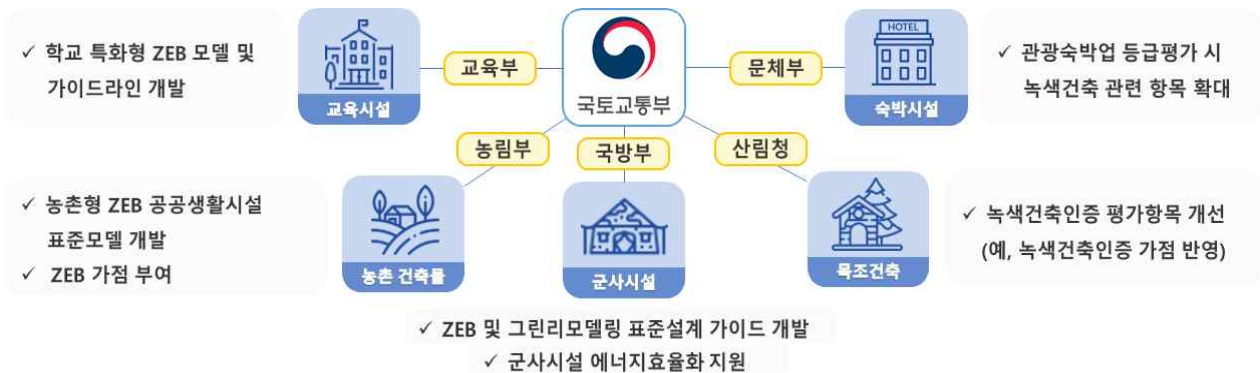 ✓ 학교 특화형 ZEB 모델 및
가이드라인 개발
교육시설
교육부
국토교통부
문체부
HOTEL
숙박시설
✓ 관광숙박업 등급평가 시
녹색건축 관련 항목 확대
농림부
국방부
산림청
✓ 농촌형 ZEB 공공생활시설
표준모델 개발
✓ ZEB 가점 부여
농촌 건축물
군사시설
목조건축
✓ 녹색건축인증 평가항목 개선
(예, 녹색건축인증 가점 반영)
✓ ZEB 및 그린리모델링 표준설계 가이드 개발
✓ 군사시설 에너지효율화 지원